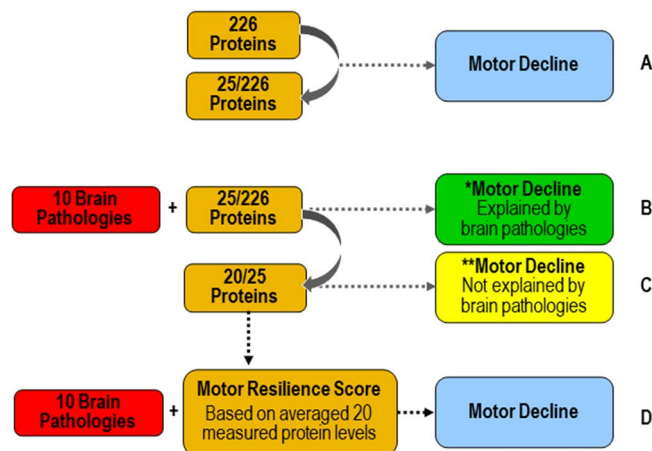 226
Proteins
25/226
Proteins
Motor Decline
A
10 Brain
Pathologies
+
25/226
Proteins
*Motor Decline
Explained by
brain pathologies
B
20/25
Proteins
**Motor Decline
Not explained by
brain pathologies
C
10 Brain
Pathologies
+
Motor Resilience Score
Based on averaged 20
measured protein levels
Motor Decline
D